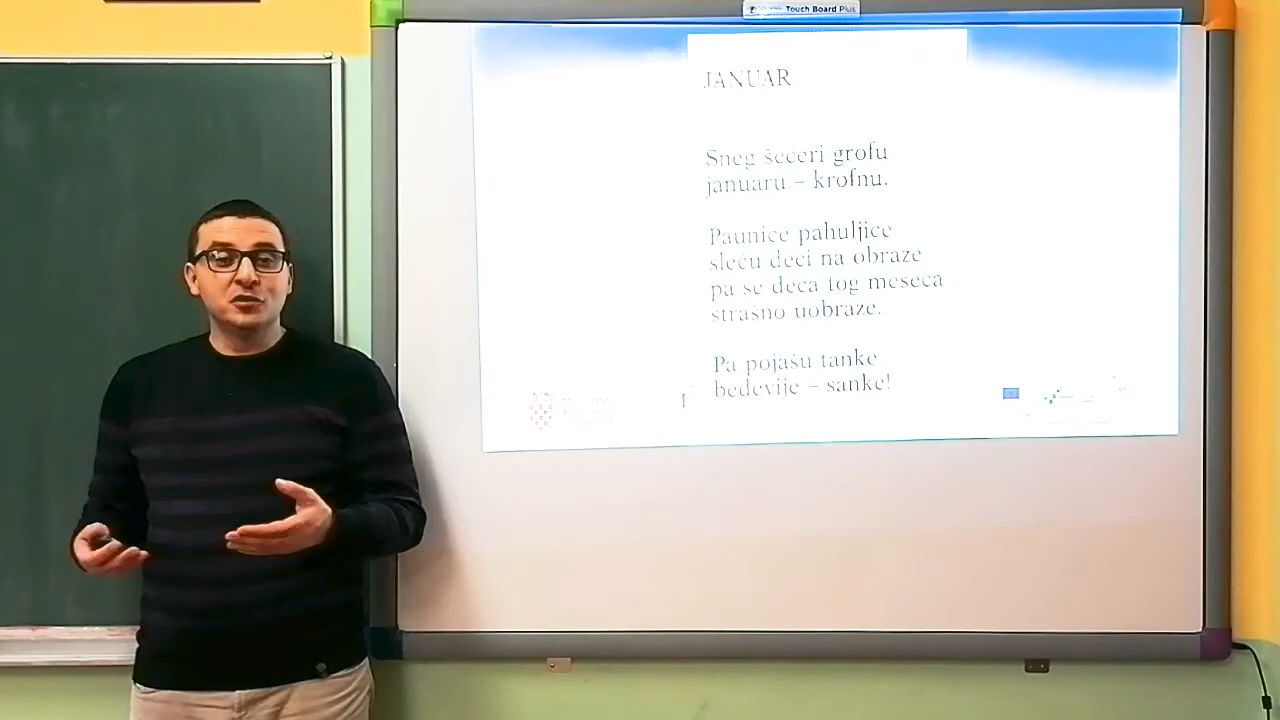 Touch Board Plus
JANUAR
Sneg šećeri grofu
januaru – krofnu.
Paunice pahuljice
sleću deci na obraze
pa se deca tog meseca
strašno uobraze.
Pa pojašu tanke
bedevije – sanke!